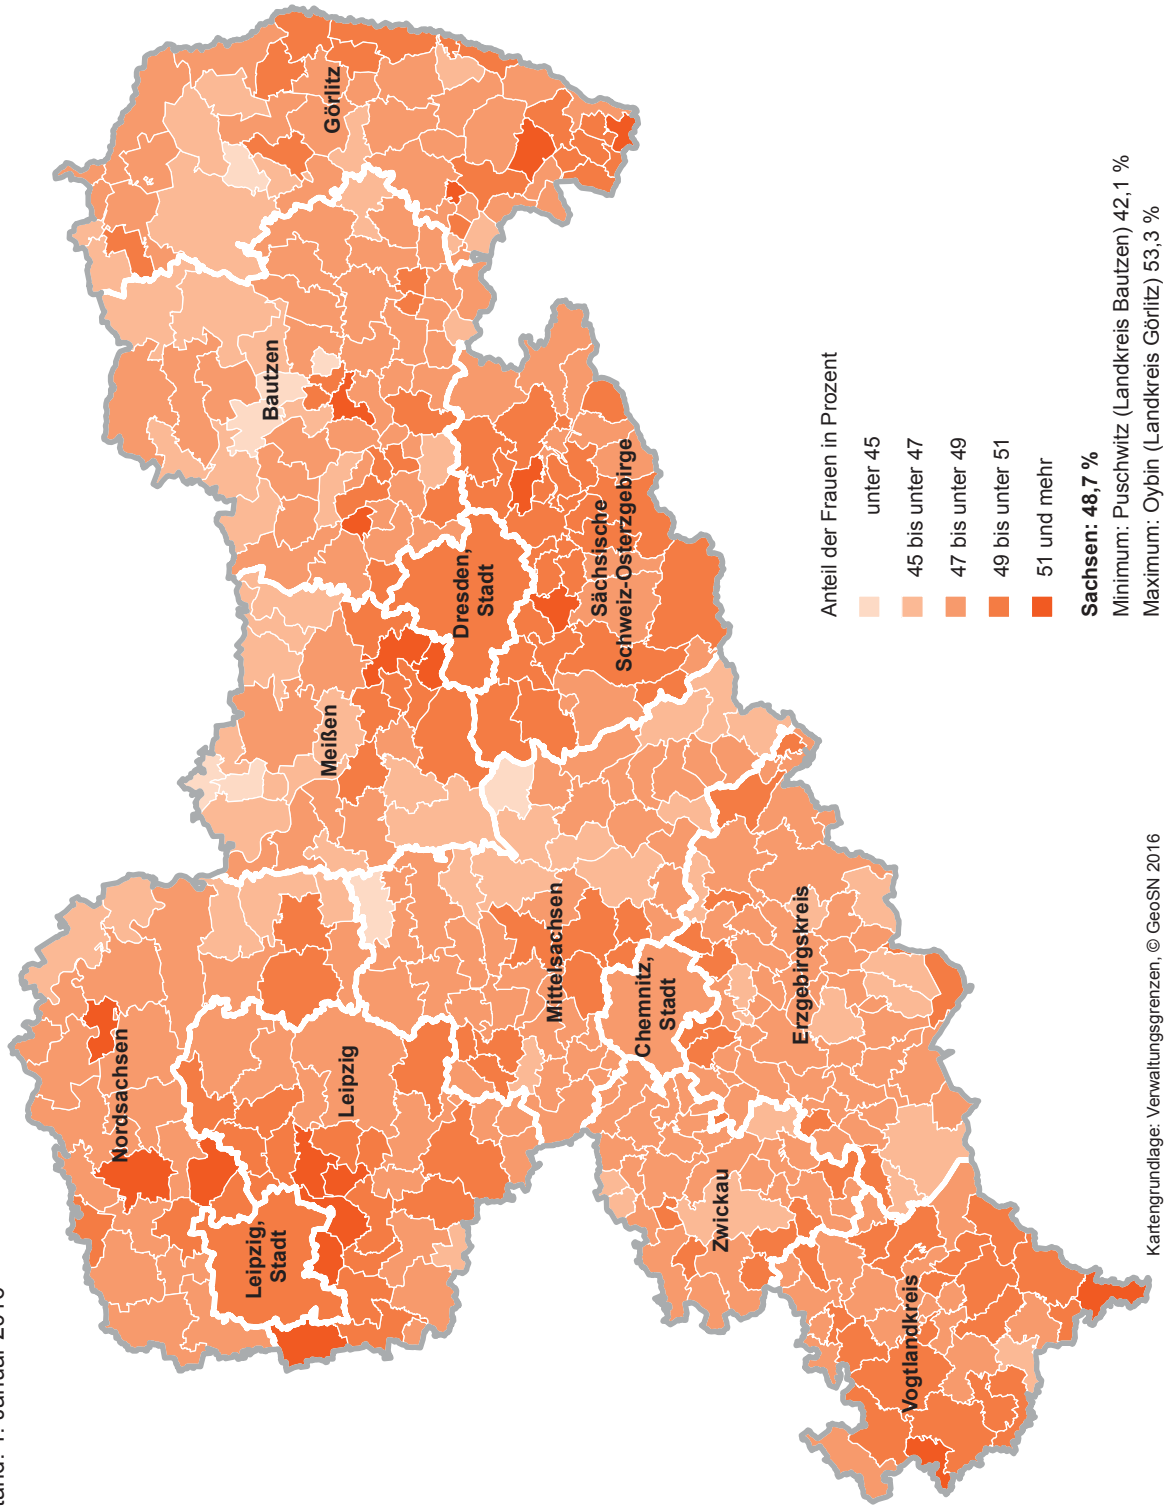 Stand: 1. Januar 2016
Nordsachsen
Leipzig,
Stadt
Leipzig
Meißen
Bautzen
Görlitz
Dresden,
Stadt
Sächsische
Schweiz-Osterzgebirge
Mittelsachsen
Chemnitz,
Stadt
Erzgebirgskreis
Zwickau
Vogtlandkreis
Anteil der Frauen in Prozent
unter 45
45 bis unter 47
47 bis unter 49
49 bis unter 51
51 und mehr
Sachsen: 48,7 %
Minimum: Puschwitz (Landkreis Bautzen) 42,1 %
Maximum: Oybin (Landkreis Görlitz) 53,3 %
Kartengrundlage: Verwaltungsgrenzen, © GeoSN 2016